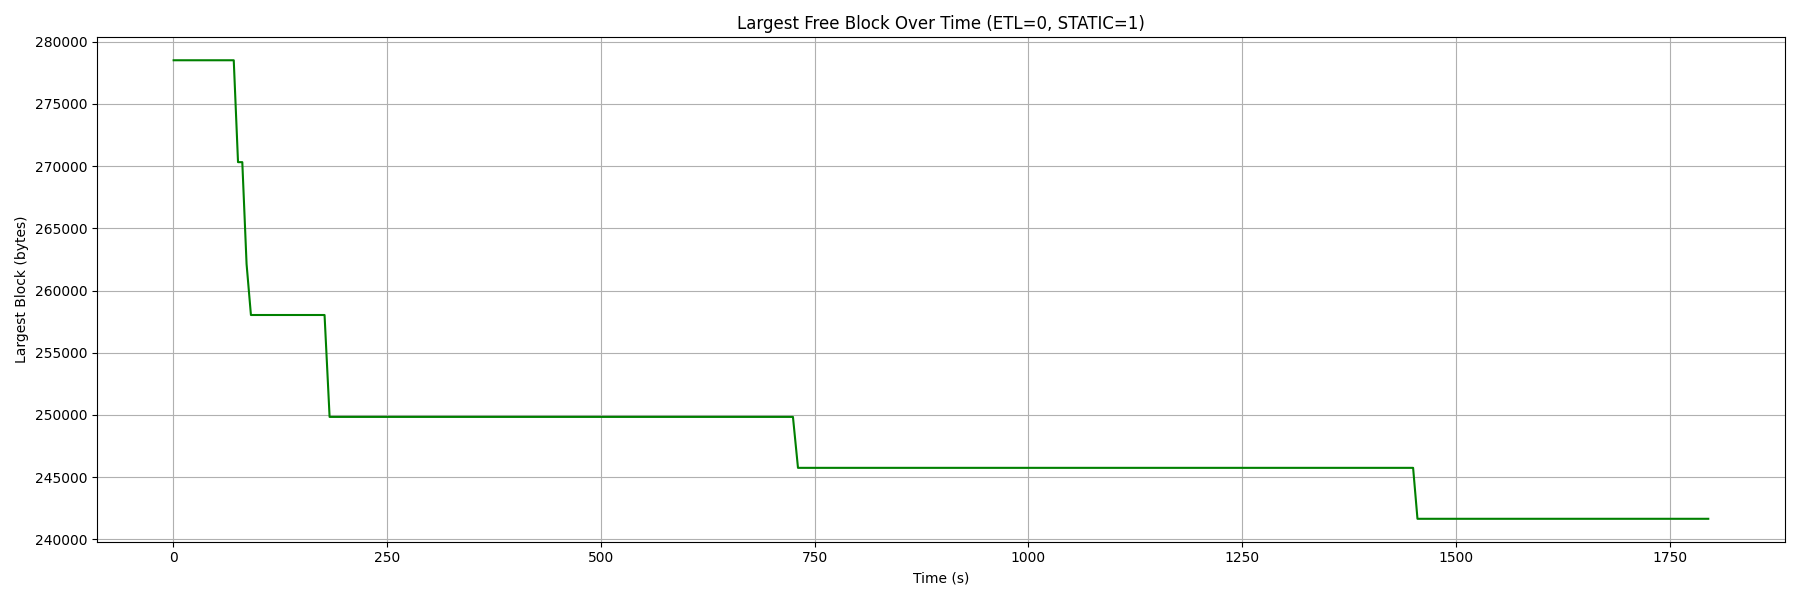 Largest Free Block Over Time (ETL=0, STATIC=1)
280000
275000
270000
265000
260000
255000
250000
245000
240000
Largest Block (bytes)
0 250 500 750 1000 1250 1500 1750
Time (s)